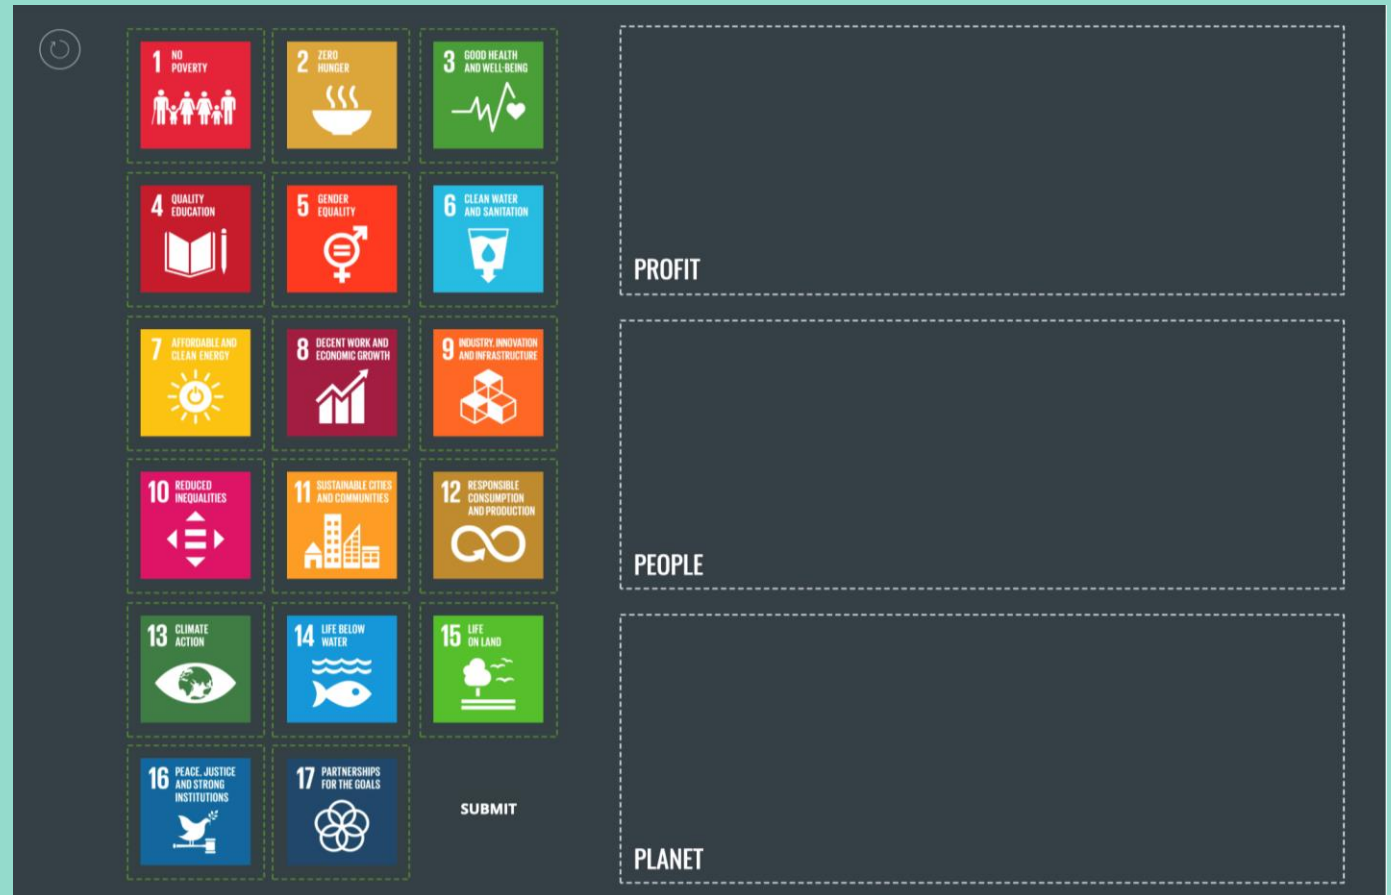 1 NO
POVERTY
2 ZERO
HUNGER
3 GOOD HEALTH
AND WELL-BEING
4 QUALITY
EDUCATION
5 GENDER
EQUALITY
6 CLEAN WATER
AND SANITATION
7 AFFORDABLE AND
CLEAN ENERGY
8 DECENT WORK AND
ECONOMIC GROWTH
9 INDUSTRY, INNOVATION
AND INFRASTRUCTURE
10 REDUCED
INEQUALITIES
11 SUSTAINABLE CITIES
AND COMMUNITIES
12 RESPONSIBLE
CONSUMPTION
AND PRODUCTION
13 CLIMATE
ACTION
14 LIFE BELOW
WATER
15 LIFE
ON LAND
16 PEACE, JUSTICE
AND STRONG
INSTITUTIONS
17 PARTNERSHIPS
FOR THE GOALS
SUBMIT
PROFIT
PEOPLE
PLANET